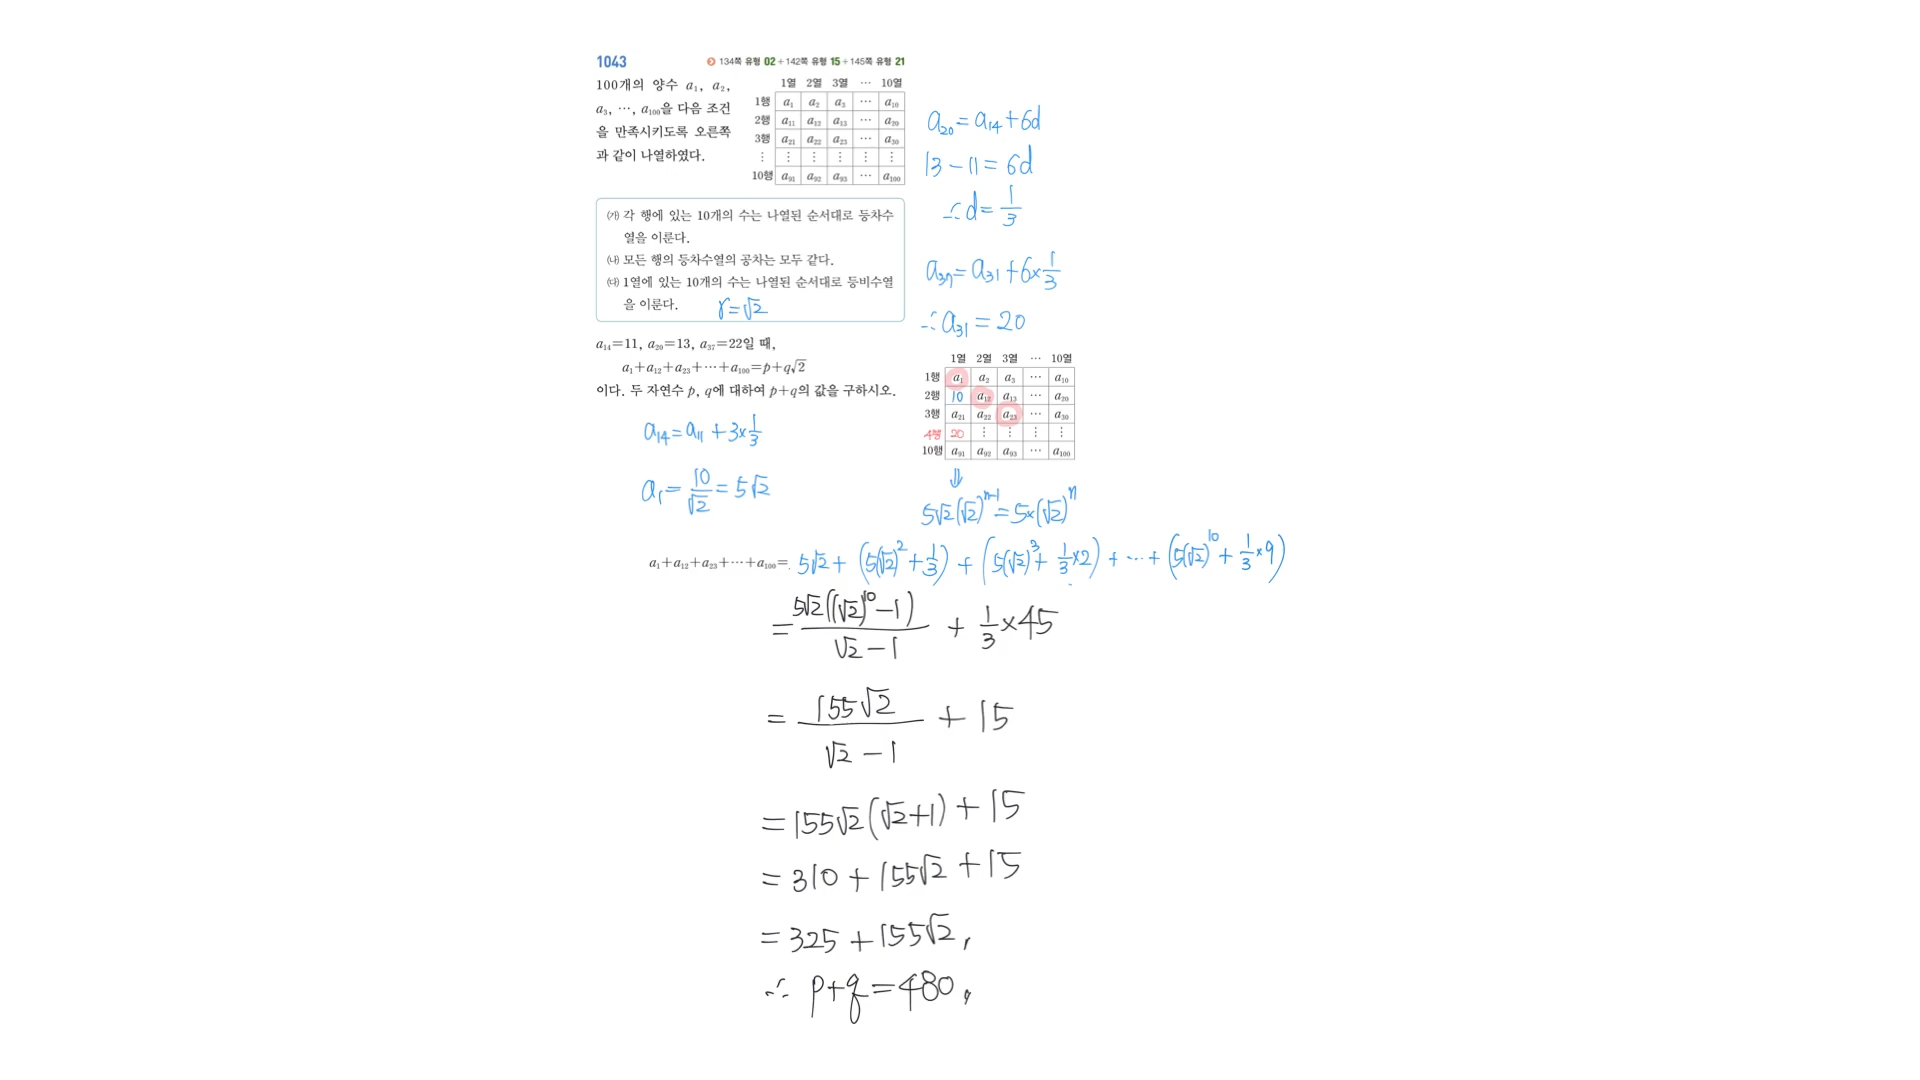 1043
134쪽 유형 02 + 142쪽 유형 15 + 145쪽 유형 21
100개의 양수 a₁, a₂,
a₃, ⋯, a₁₀₀을 다음 조건
을 만족시키도록 오른쪽
과 같이 나열하였다.
1열 2열 3열 ⋯ 10열
1행 a₁ a₂ a₃ ⋯ a₁₀
2행 a₁₁ a₁₂ a₁₃ ⋯ a₂₀
3행 a₂₁ a₂₂ a₂₃ ⋯ a₃₀
⋮ ⋮ ⋮ ⋮ ⋮ ⋮
10행 a₉₁ a₉₂ a₉₃ ⋯ a₁₀₀
㈎ 각 행에 있는 10개의 수는 나열된 순서대로 등차수
열을 이룬다.
㈏ 모든 행의 등차수열의 공차는 모두 같다.
㈐ 1열에 있는 10개의 수는 나열된 순서대로 등비수열
을 이룬다. r=√2
a₁₄=11, a₂₀=13, a₃₇=22일 때,
a₁+a₁₂+a₂₃+⋯+a₁₀₀=p+q√2
이다. 두 자연수 p, q에 대하여 p+q의 값을 구하시오.
a₁₄=a₁₁+3×1/3
a₁=10/√2=5√2
a₂₀=a₁₄+6d
13-11=6d
∴d=1/3
a₃₇=a₃₁+6×1/3
∴a₃₁=20
1열 2열 3열 ⋯ 10열
1행 a₁ a₂ a₃ ⋯ a₁₀
2행 10 a₁₂ a₁₃ ⋯ a₂₀
3행 a₂₁ a₂₂ a₂₃ ⋯ a₃₀
4행 20 ⋮ ⋮ ⋮ ⋮
10행 a₉₁ a₉₂ a₉₃ ⋯ a₁₀₀
⇓
5√2(√2)ⁿ⁻¹=5×(√2)ⁿ
a₁+a₁₂+a₂₃+⋯+a₁₀₀= 5√2+(5(√2)²+1/3)+(5(√2)³+1/3×2)+⋯+(5(√2)¹⁰+1/3×9)
=5√2((√2)¹⁰-1)/(√2-1) + 1/3×45
=155√2/(√2-1) + 15
=155√2(√2+1)+15
=310+155√2+15
=325+155√2,
∴ p+q=480,